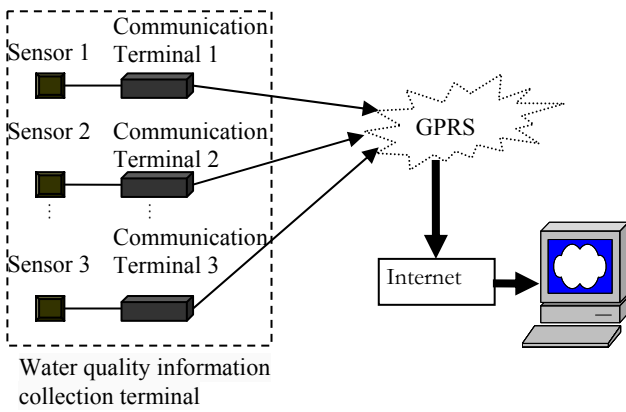 Communication
Sensor 1 Terminal 1
Sensor 2 Communication
Terminal 2
GPRS
Communication
Sensor 3 Terminal 3
Internet
Water quality information
collection terminal